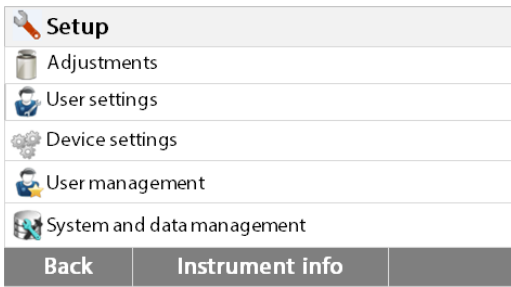 Setup
Adjustments
User settings
Device settings
User management
System and data management
Back Instrument info